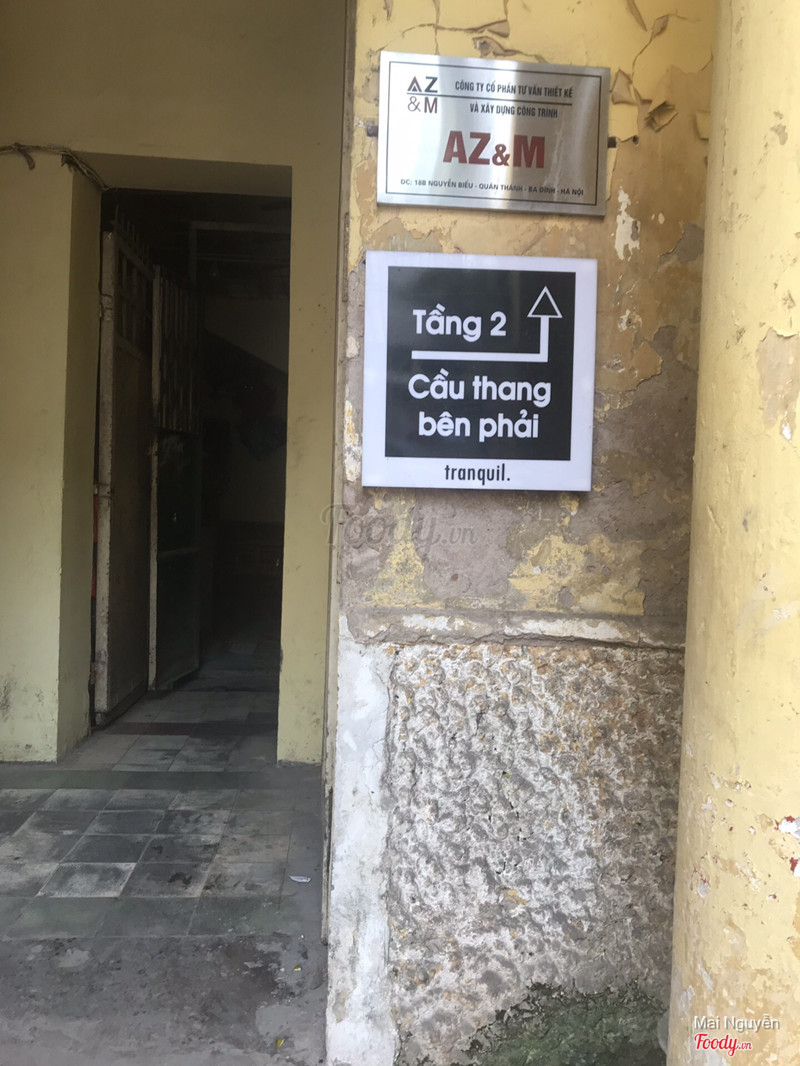 AZ
&M
CÔNG TY CỔ PHẦN TƯ VẤN THIẾT KẾ
VÀ XÂY DỰNG CÔNG TRÌNH
AZ&M
ĐC: 18B NGUYỄN BIỂU - QUÁN THÁNH - BA ĐÌNH - HÀ NỘI
Tầng 2
Cầu thang
bên phải
tranquil.
Foody.vn
Mai Nguyễn
Foody.vn